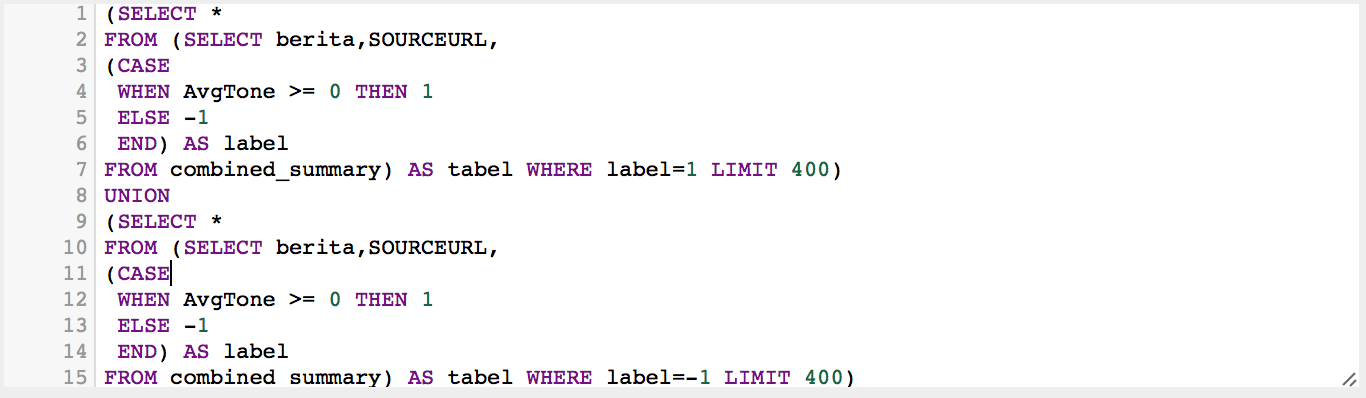 1 (SELECT *
2 FROM (SELECT berita,SOURCEURL,
3 (CASE
4 WHEN AvgTone >= 0 THEN 1
5 ELSE -1
6 END) AS label
7 FROM combined_summary) AS tabel WHERE label=1 LIMIT 400)
8 UNION
9 (SELECT *
10 FROM (SELECT berita,SOURCEURL,
11 (CASE
12 WHEN AvgTone >= 0 THEN 1
13 ELSE -1
14 END) AS label
15 FROM combined_summary) AS tabel WHERE label=-1 LIMIT 400)